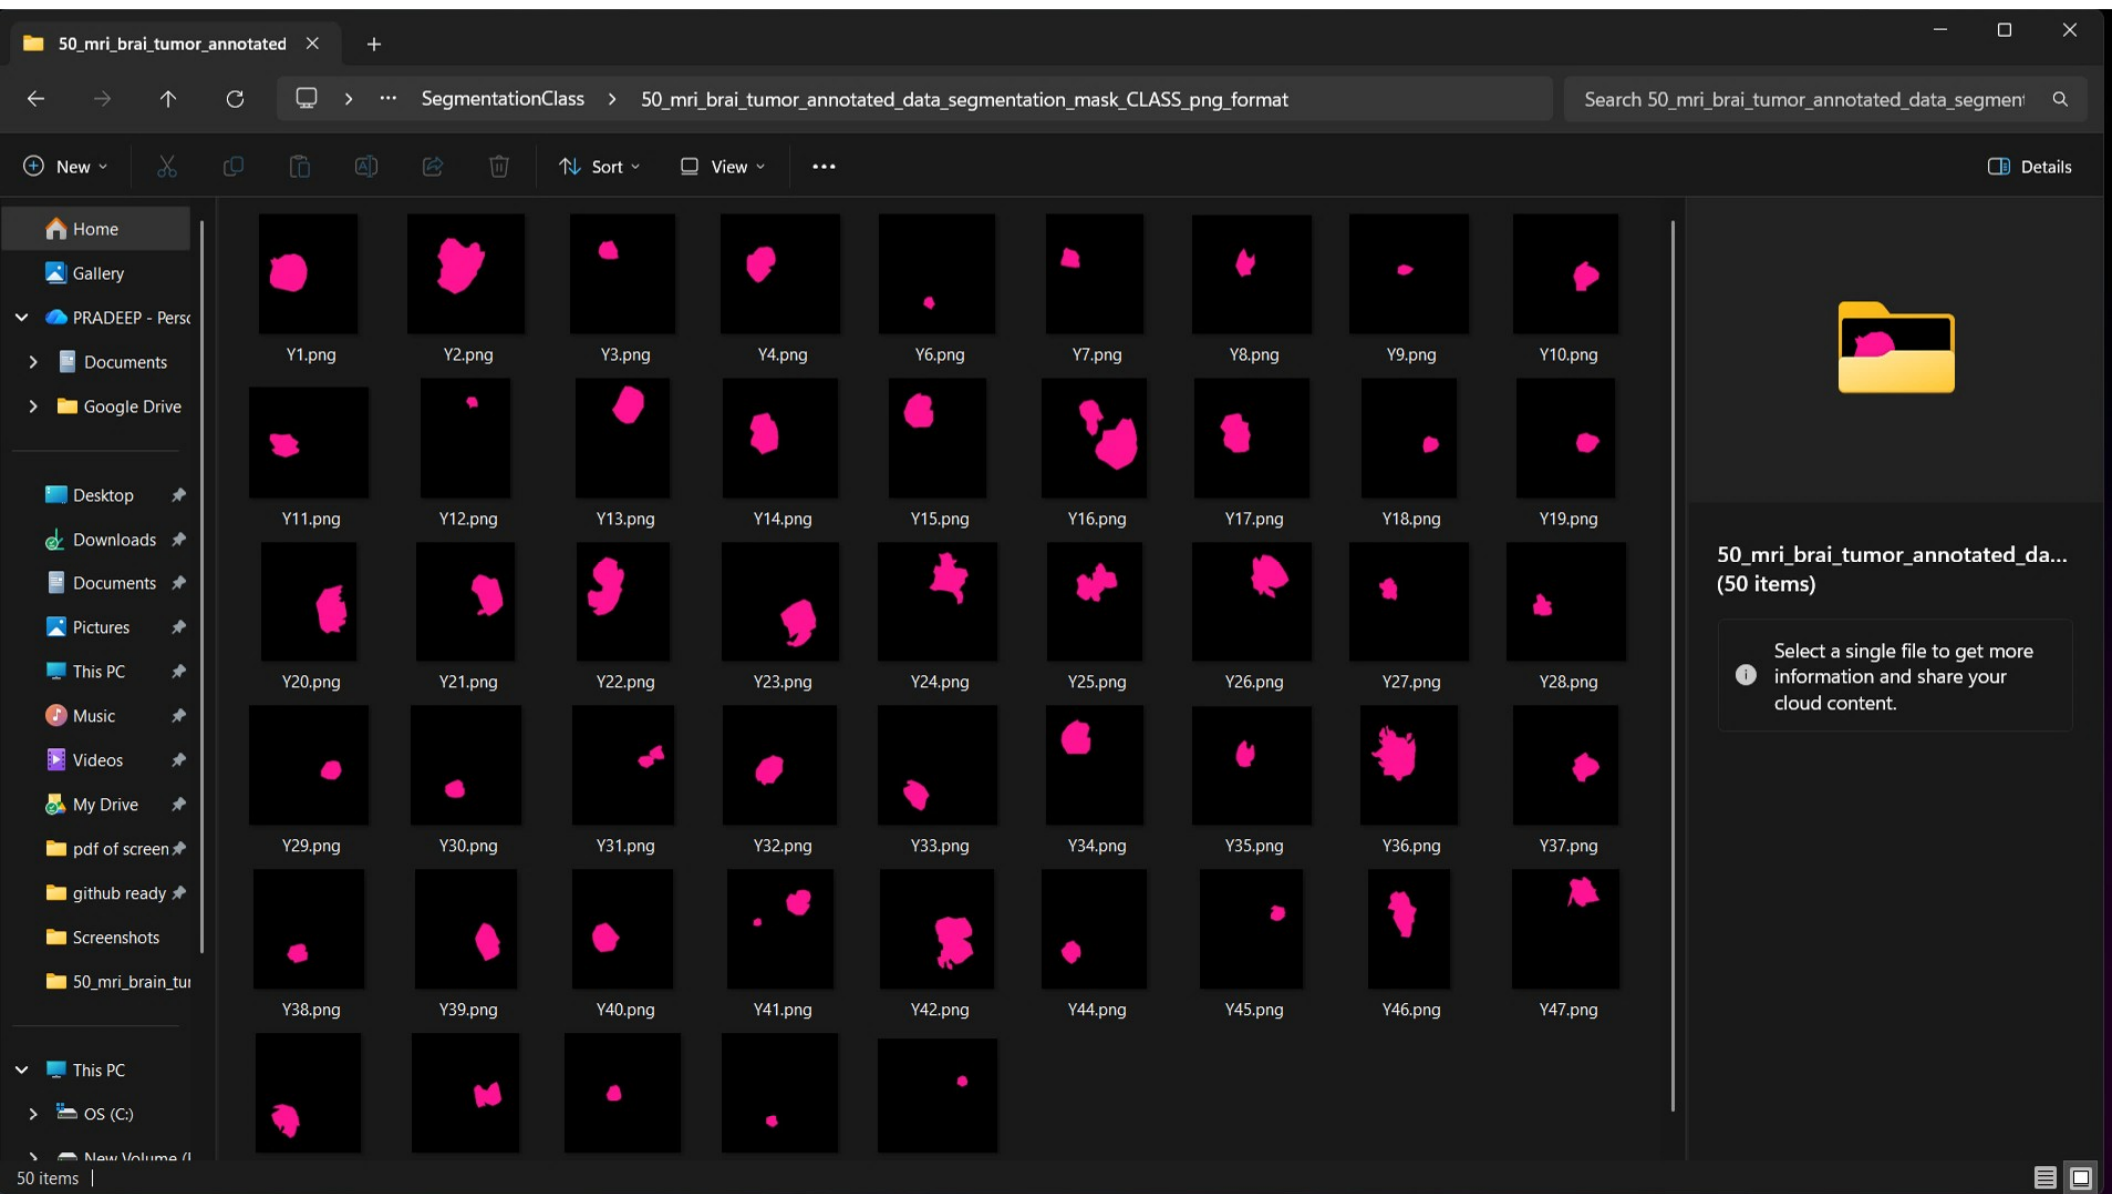 50_mri_brai_tumor_annotated
SegmentationClass > 50_mri_brai_tumor_annotated_data_segmentation_mask_CLASS_png_format
Search 50_mri_brai_tumor_annotated_data_segment
New
Sort
View
Details
Home
Gallery
PRADEEP - Perso
Documents
Google Drive
Desktop
Downloads
Documents
Pictures
This PC
Music
Videos
My Drive
pdf of screen
github ready
Screenshots
50_mri_brain_tur
This PC
OS (C:)
New Volume (
Y1.png Y2.png Y3.png Y4.png Y6.png Y7.png Y8.png Y9.png Y10.png
Y11.png Y12.png Y13.png Y14.png Y15.png Y16.png Y17.png Y18.png Y19.png
Y20.png Y21.png Y22.png Y23.png Y24.png Y25.png Y26.png Y27.png Y28.png
Y29.png Y30.png Y31.png Y32.png Y33.png Y34.png Y35.png Y36.png Y37.png
Y38.png Y39.png Y40.png Y41.png Y42.png Y44.png Y45.png Y46.png Y47.png
50_mri_brai_tumor_annotated_da...
(50 items)
Select a single file to get more
information and share your
cloud content.
50 items